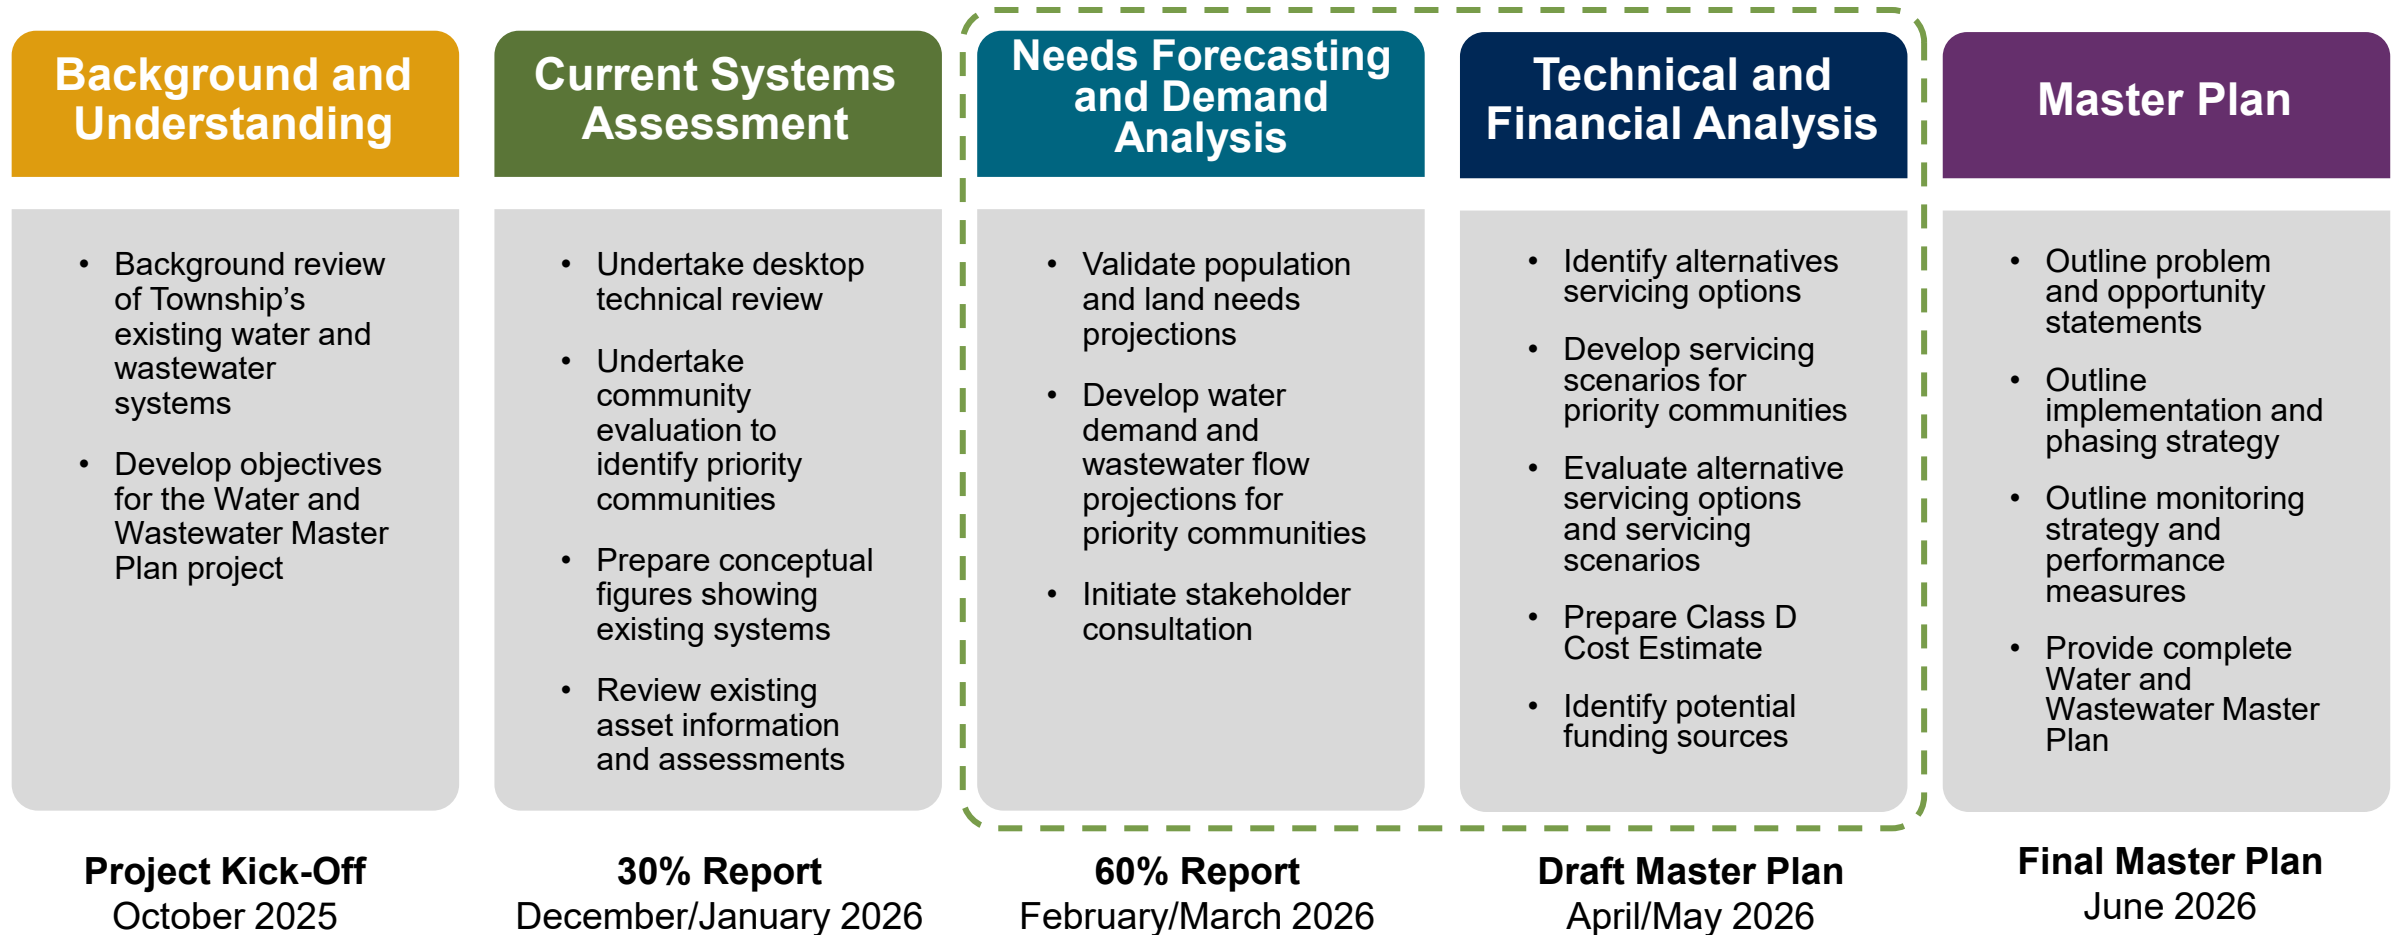 Background and
Understanding
• Background review
of Township’s
existing water and
wastewater
systems
• Develop objectives
for the Water and
Wastewater Master
Plan project
Project Kick-Off
October 2025
Current Systems
Assessment
• Undertake desktop
technical review
• Undertake
community
evaluation to
identify priority
communities
• Prepare conceptual
figures showing
existing systems
• Review existing
asset information
and assessments
30% Report
December/January 2026
Needs Forecasting
and Demand
Analysis
• Validate population
and land needs
projections
• Develop water
demand and
wastewater flow
projections for
priority communities
• Initiate stakeholder
consultation
60% Report
February/March 2026
Technical and
Financial Analysis
• Identify alternatives
servicing options
• Develop servicing
scenarios for
priority communities
• Evaluate alternative
servicing options
and servicing
scenarios
• Prepare Class D
Cost Estimate
• Identify potential
funding sources
Draft Master Plan
April/May 2026
Master Plan
• Outline problem
and opportunity
statements
• Outline
implementation and
phasing strategy
• Outline monitoring
strategy and
performance
measures
• Provide complete
Water and
Wastewater Master
Plan
Final Master Plan
June 2026